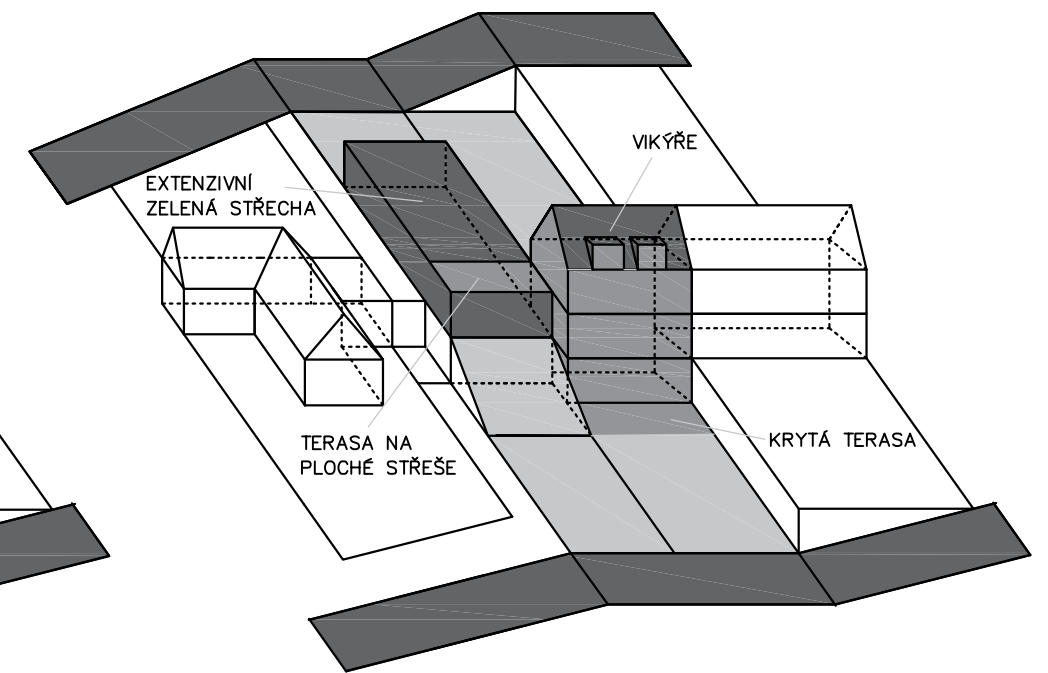 VIKÝŘE
EXTENZIVNÍ
ZELENÁ STŘECHA
TERASA NA
PLOCHÉ STŘEŠE
KRYTÁ TERASA